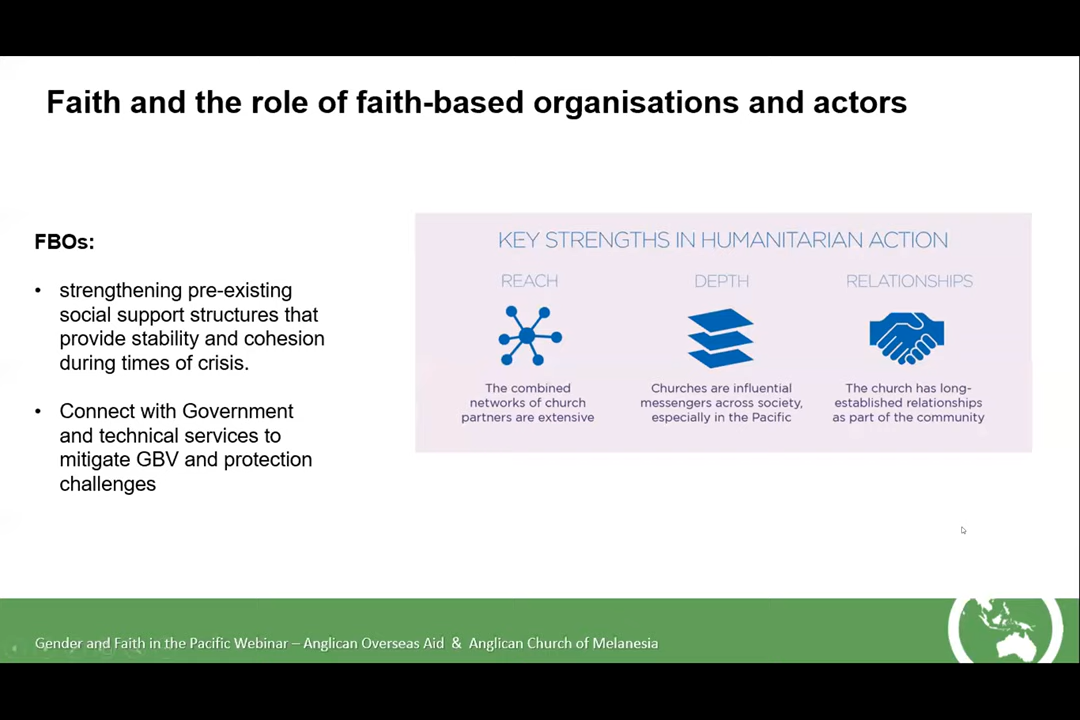 Faith and the role of faith-based organisations and actors
FBOs:
• strengthening pre-existing
social support structures that
provide stability and cohesion
during times of crisis.
• Connect with Government
and technical services to
mitigate GBV and protection
challenges
KEY STRENGTHS IN HUMANITARIAN ACTION
REACH
The combined
networks of church
partners are extensive
DEPTH
Churches are influential
messengers across society,
especially in the Pacific
RELATIONSHIPS
The church has long-
established relationships
as part of the community
Gender and Faith in the Pacific Webinar – Anglican Overseas Aid & Anglican Church of Melanesia